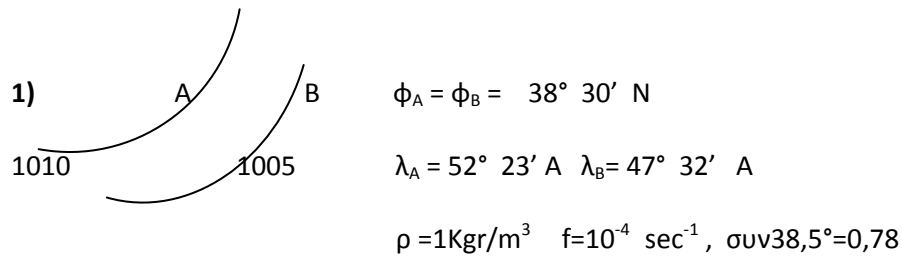 1) A B φA = φB = 38° 30’ N
1010 1005 λA = 52° 23’ A λB= 47° 32’ A
ρ =1Kgr/m³ f=10⁻⁴ sec⁻¹ , συν38,5°=0,78